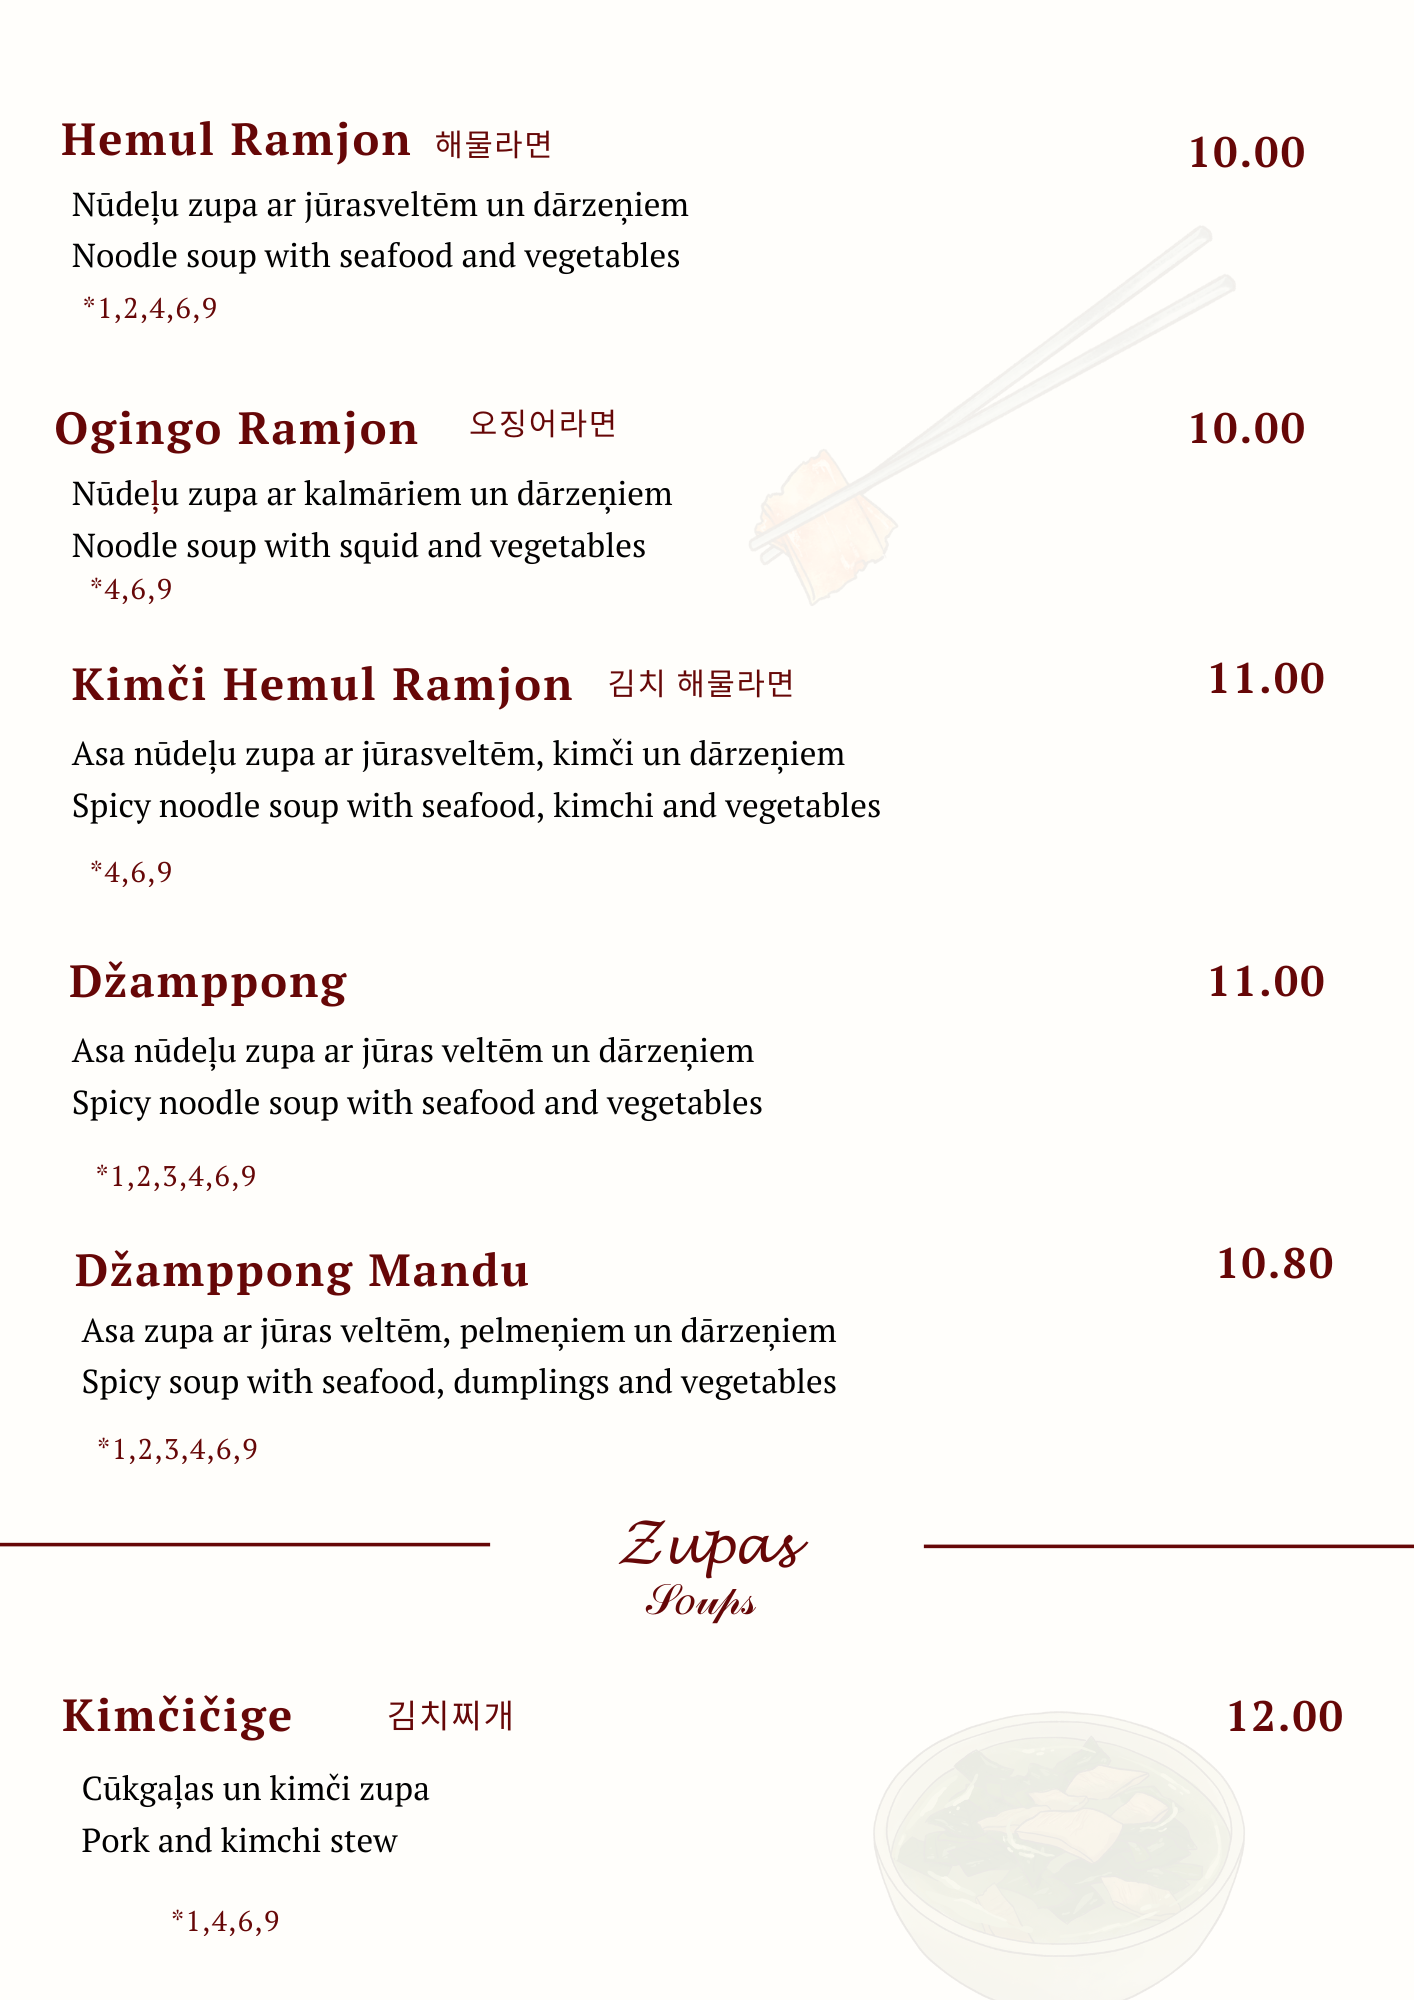 Hemul Ramjon 해물라면 10.00
Nūdeļu zupa ar jūrasveltēm un dārzeņiem
Noodle soup with seafood and vegetables
*1,2,4,6,9
Ogingo Ramjon 오징어라면 10.00
Nūdeļu zupa ar kalmāriem un dārzeņiem
Noodle soup with squid and vegetables
*4,6,9
Kimči Hemul Ramjon 김치 해물라면 11.00
Asa nūdeļu zupa ar jūrasveltēm, kimči un dārzeņiem
Spicy noodle soup with seafood, kimchi and vegetables
*4,6,9
Džamppong 11.00
Asa nūdeļu zupa ar jūras veltēm un dārzeņiem
Spicy noodle soup with seafood and vegetables
*1,2,3,4,6,9
Džamppong Mandu 10.80
Asa zupa ar jūras veltēm, pelmeņiem un dārzeņiem
Spicy soup with seafood, dumplings and vegetables
*1,2,3,4,6,9
Zupas
Soups
Kimčičige 김치찌개 12.00
Cūkgaļas un kimči zupa
Pork and kimchi stew
*1,4,6,9